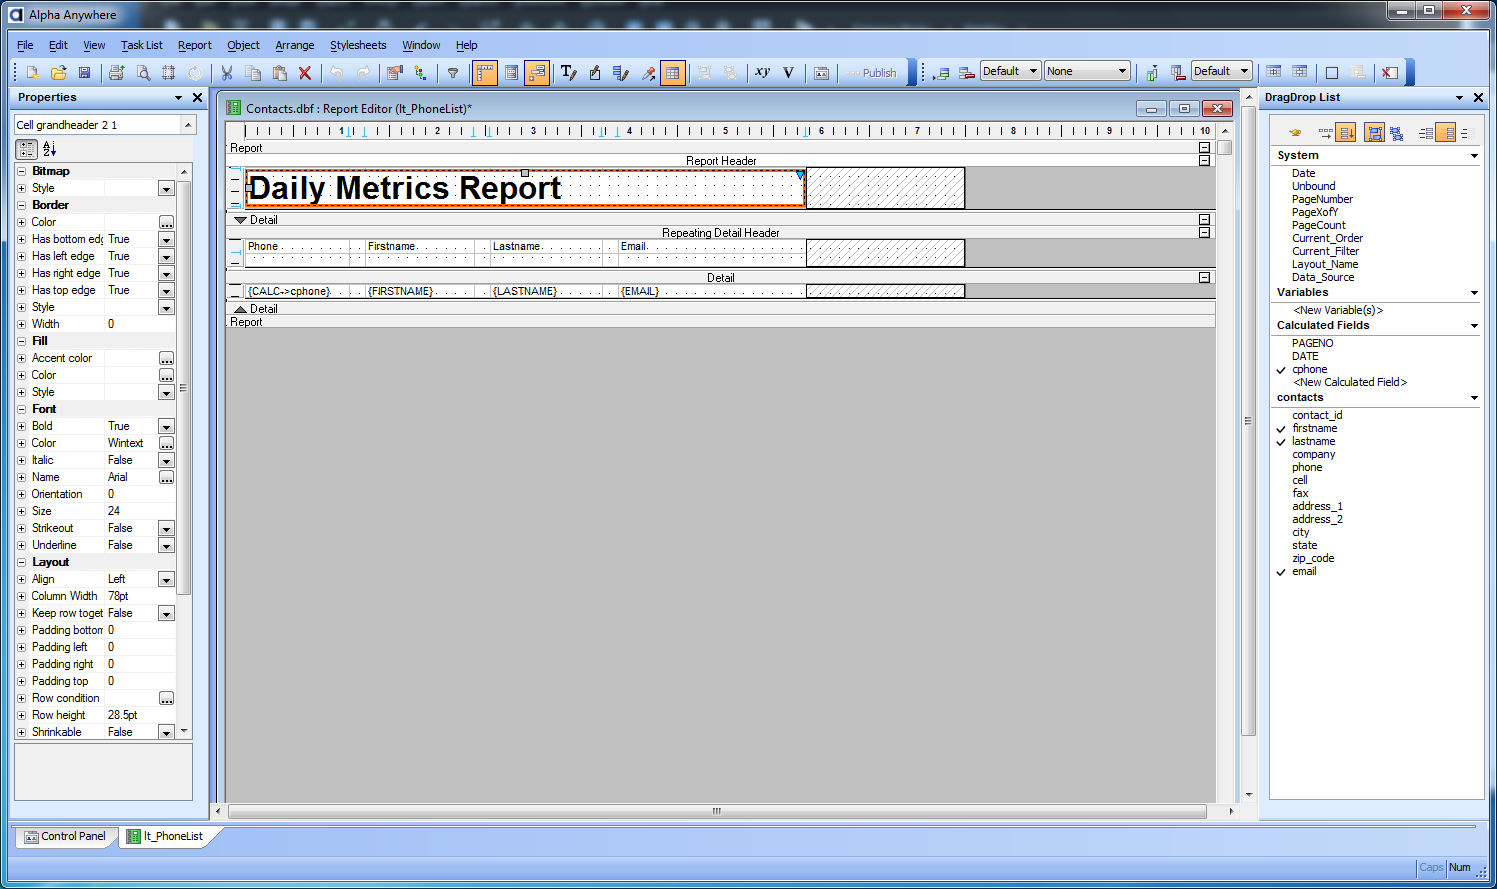 Alpha Anywhere
File Edit View Task List Report Object Arrange Stylesheets Window Help
xy V Publish Default None Default
Properties
Cell grandheader 2 1
Bitmap
Style
Border
Color
Has bottom edg True
Has left edge True
Has right edge True
Has top edge True
Style
Width 0
Fill
Accent color
Color
Style
Font
Bold True
Color Wintext
Italic False
Name Arial
Orientation 0
Size 24
Strikeout False
Underline False
Layout
Align Left
Column Width 78pt
Keep row toget False
Padding bottom 0
Padding left 0
Padding right 0
Padding top 0
Row condition
Row height 28.5pt
Shrinkable False
Contacts.dbf : Report Editor (lt_PhoneList)*
1 2 3 4 5 6 7 8 9 10
Report
Report Header
Daily Metrics Report
Detail
Repeating Detail Header
Phone Firstname Lastname Email
Detail
{CALC->cphone} {FIRSTNAME} {LASTNAME} {EMAIL}
Detail
Report
DragDrop List
System
Date
Unbound
PageNumber
PageXofY
PageCount
Current_Order
Current_Filter
Layout_Name
Data_Source
Variables
<New Variable(s)>
Calculated Fields
PAGENO
DATE
cphone
<New Calculated Field>
contacts
contact_id
firstname
lastname
company
phone
cell
fax
address_1
address_2
city
state
zip_code
email
Control Panel lt_PhoneList
Caps Num